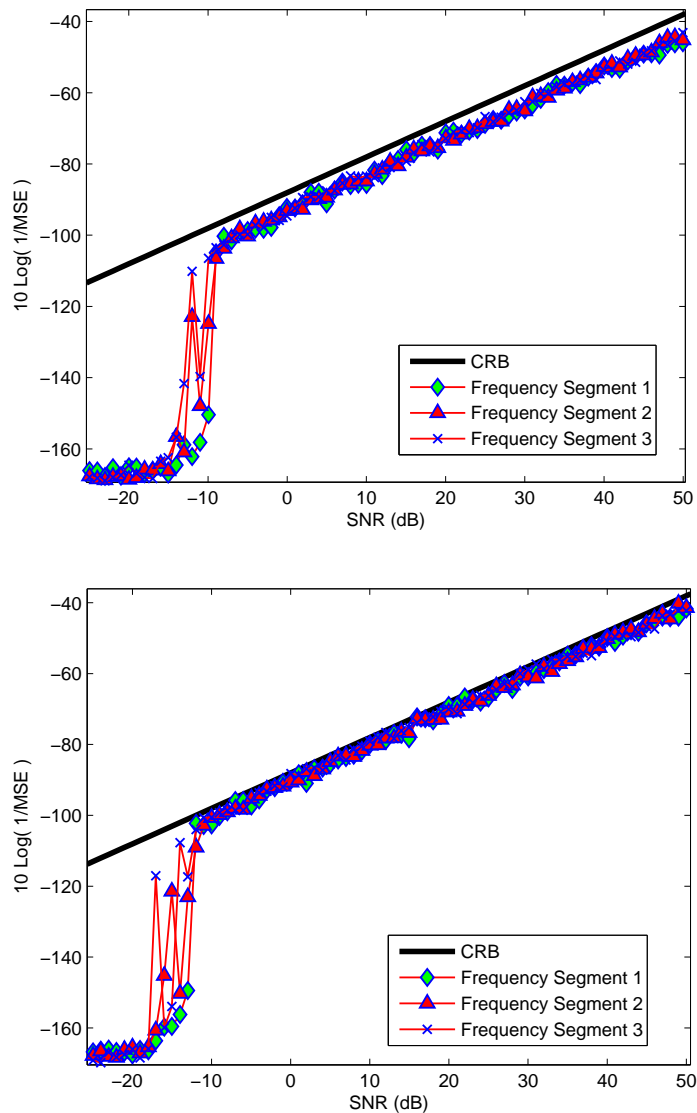 −40
−60
−80
−100
−120
−140
−160
10 Log( 1/MSE )
CRB
Frequency Segment 1
Frequency Segment 2
Frequency Segment 3
−20 −10 0 10 20 30 40 50
SNR (dB)
−40
−60
−80
−100
−120
−140
−160
10 Log( 1/MSE )
CRB
Frequency Segment 1
Frequency Segment 2
Frequency Segment 3
−20 −10 0 10 20 30 40 50
SNR (dB)